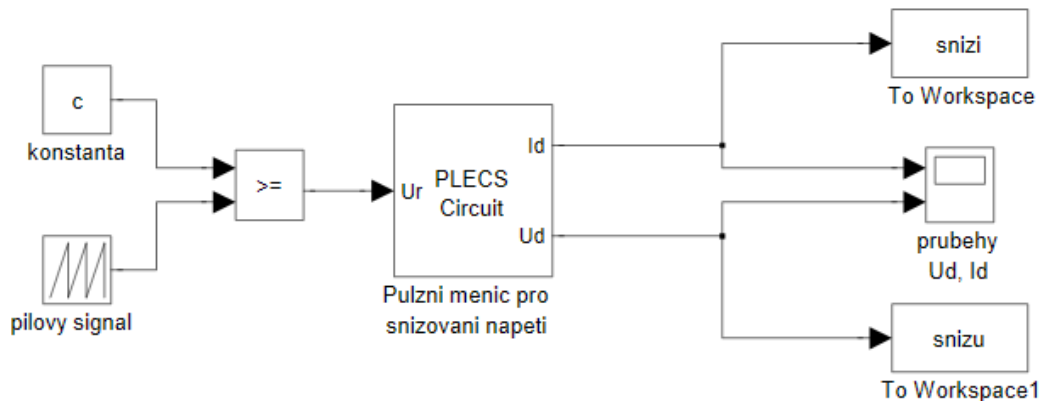 c
konstanta
pilovy signal
>=
Ur
PLECS
Circuit
Id
Ud
Pulzni menic pro
snizovani napeti
snizi
To Workspace
prubehy
Ud, Id
snizu
To Workspace1